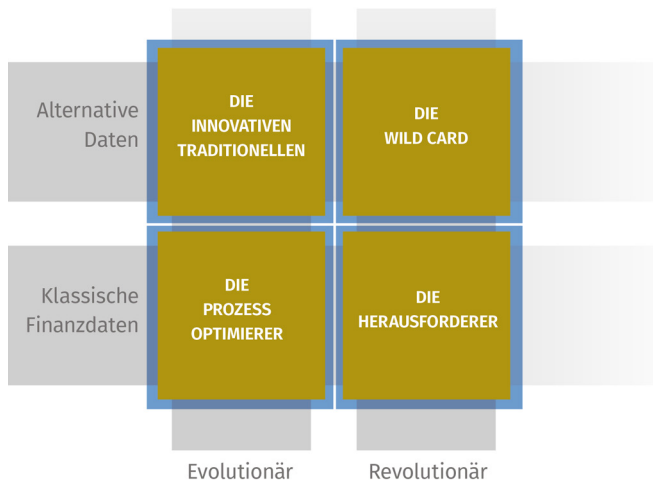 Alternative
Daten
DIE
INNOVATIVEN
TRADITIONELLEN
DIE
WILD CARD
Klassische
Finanzdaten
DIE
PROZESS
OPTIMIERER
DIE
HERAUSFORDERER
Evolutionär
Revolutionär